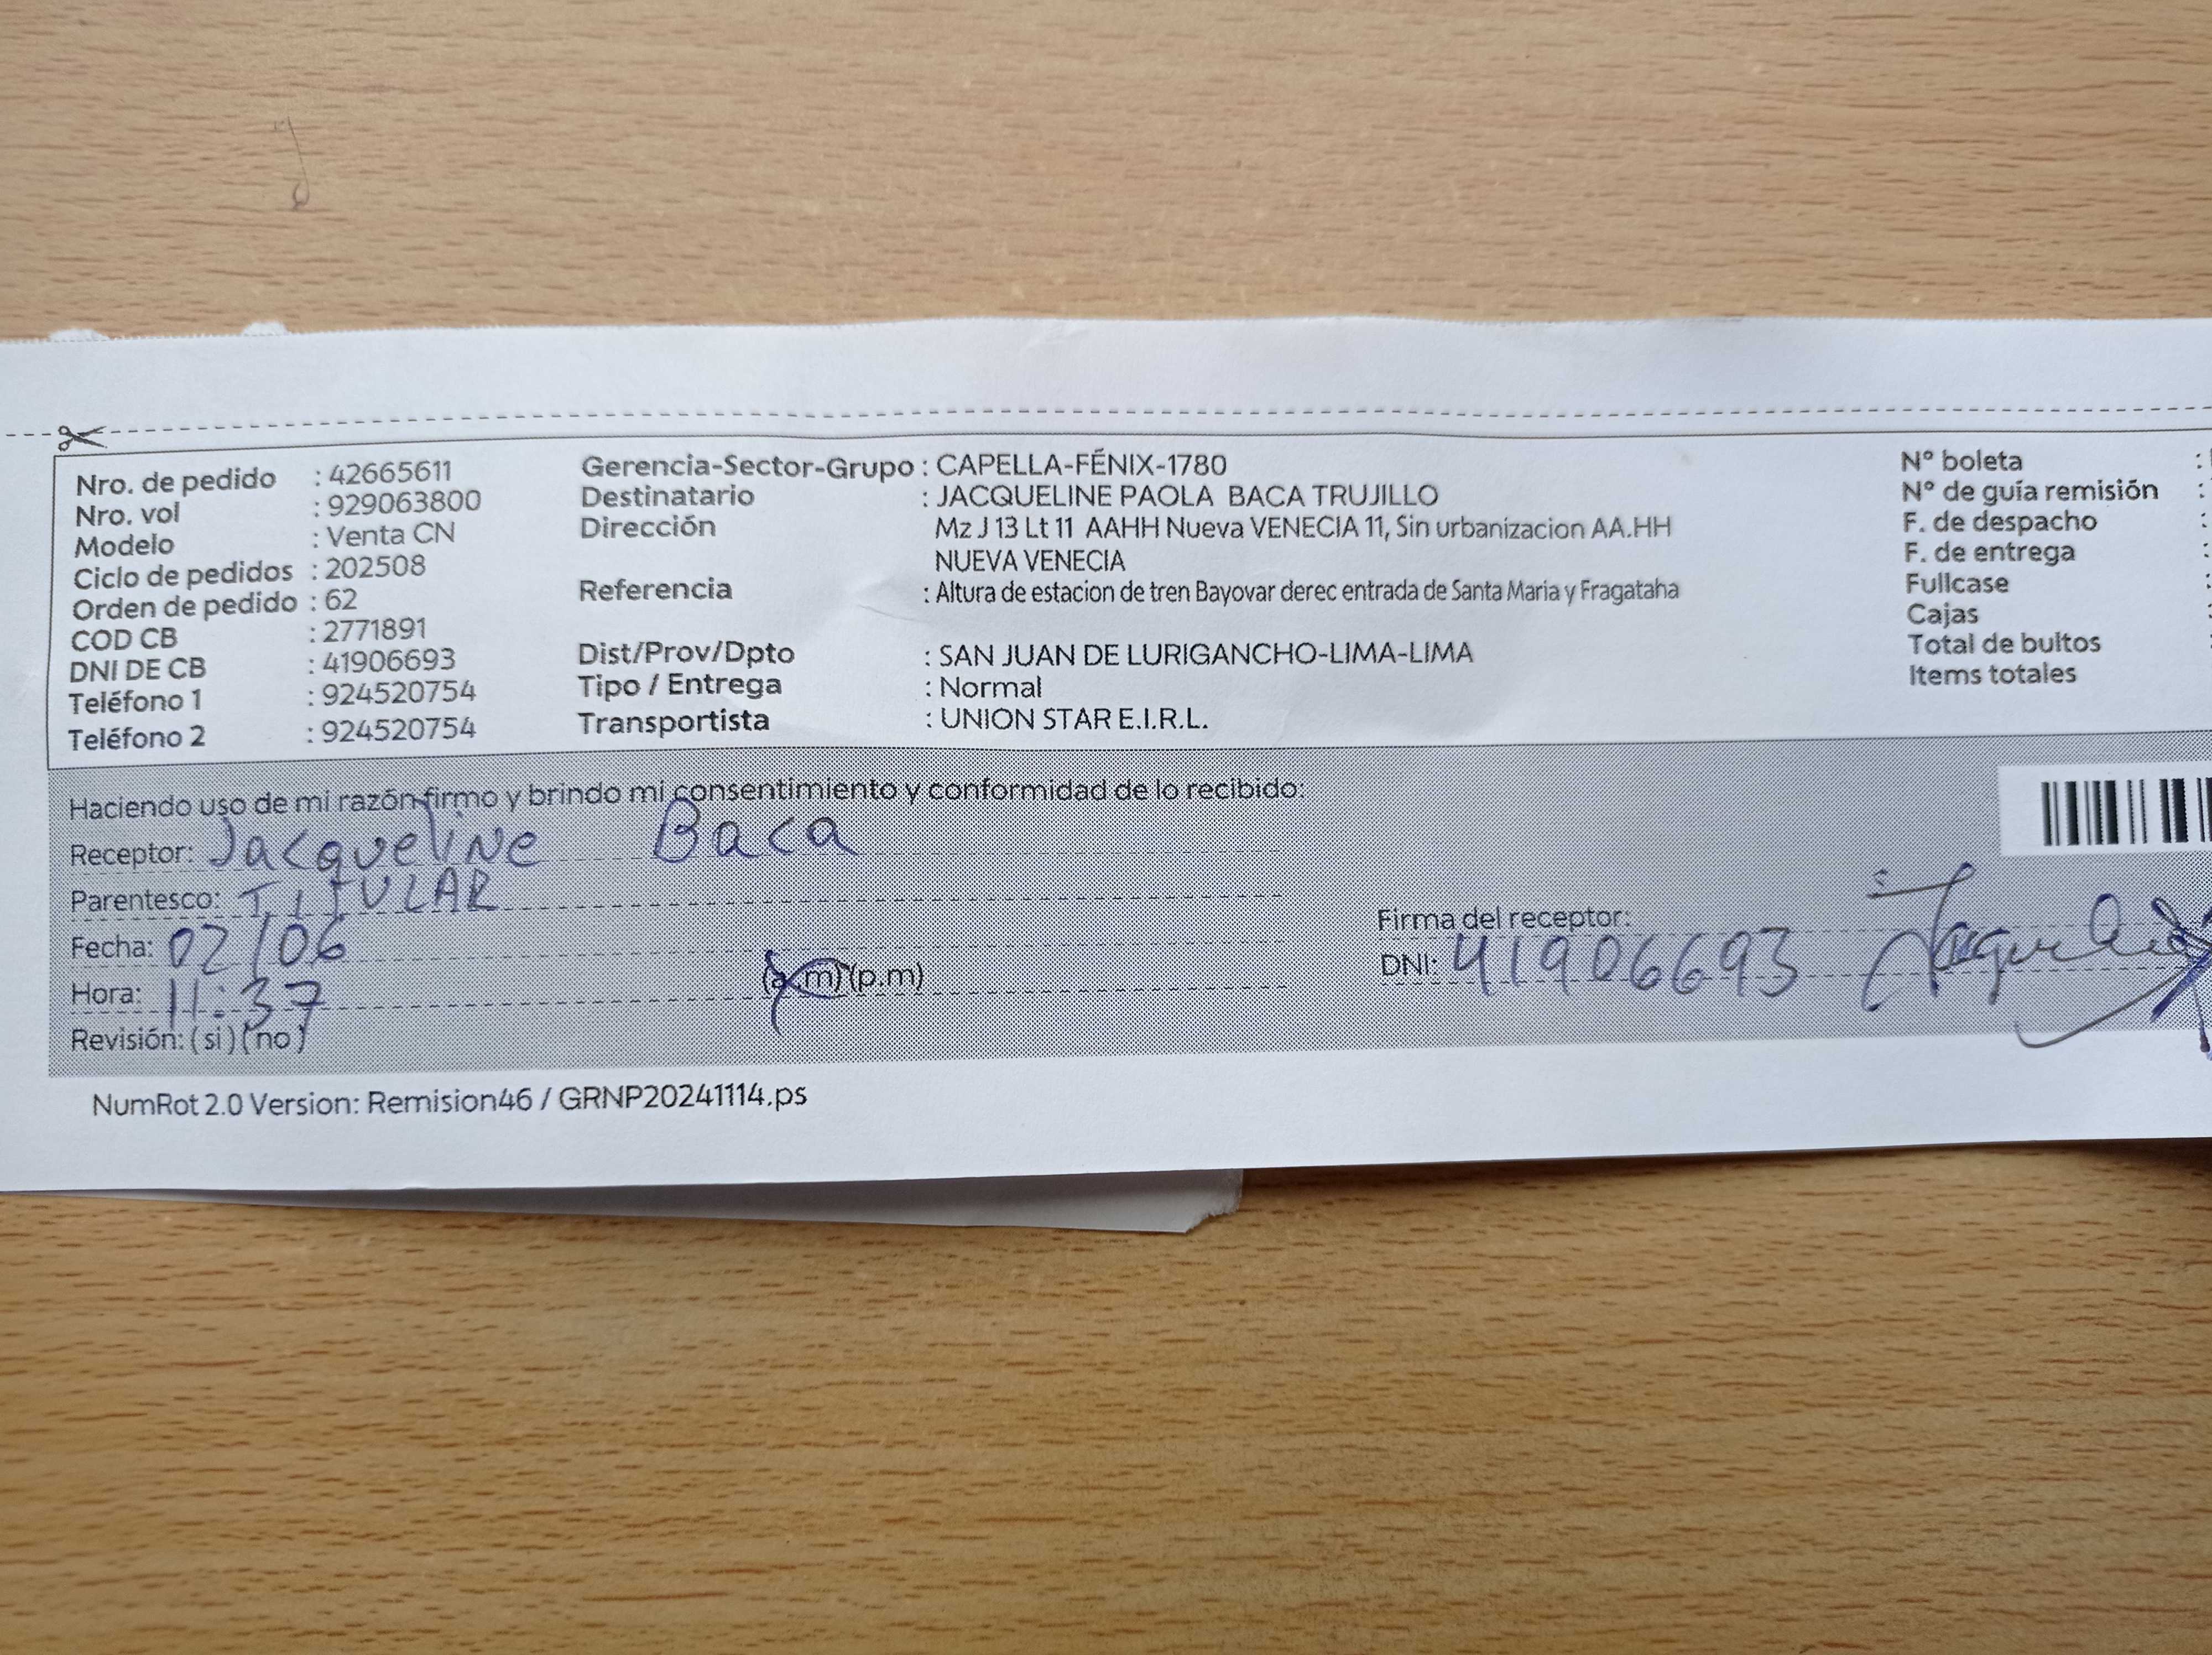 Nro. de pedido : 42665611
Nro. vol : 929063800
Modelo : Venta CN
Ciclo de pedidos : 202508
Orden de pedido : 62
COD CB : 2771891
DNI DE CB : 41906693
Teléfono 1 : 924520754
Teléfono 2 : 924520754
Gerencia-Sector-Grupo : CAPELLA-FÉNIX-1780
Destinatario : JACQUELINE PAOLA BACA TRUJILLO
Dirección Mz J 13 Lt 11 AAHH Nueva VENECIA 11, Sin urbanizacion AA.HH
NUEVA VENECIA
Referencia : Altura de estacion de tren Bayovar derec entrada de Santa Maria y Fragataha
Dist/Prov/Dpto : SAN JUAN DE LURIGANCHO-LIMA-LIMA
Tipo / Entrega : Normal
Transportista : UNION STAR E.I.R.L.
N° boleta :
N° de guía remisión :
F. de despacho :
F. de entrega :
Fullcase :
Cajas :
Total de bultos :
Items totales
Haciendo uso de mi razón firmo y brindo mi consentimiento y conformidad de lo recibido:
Receptor: Jacqueline Baca
Parentesco: TITULAR
Fecha: 02/06
Hora: 11:37 (a.m)(p.m)
Revisión: (si) (no)
Firma del receptor:
DNI: 41906693
NumRot 2.0 Version: Remision46 / GRNP20241114.ps